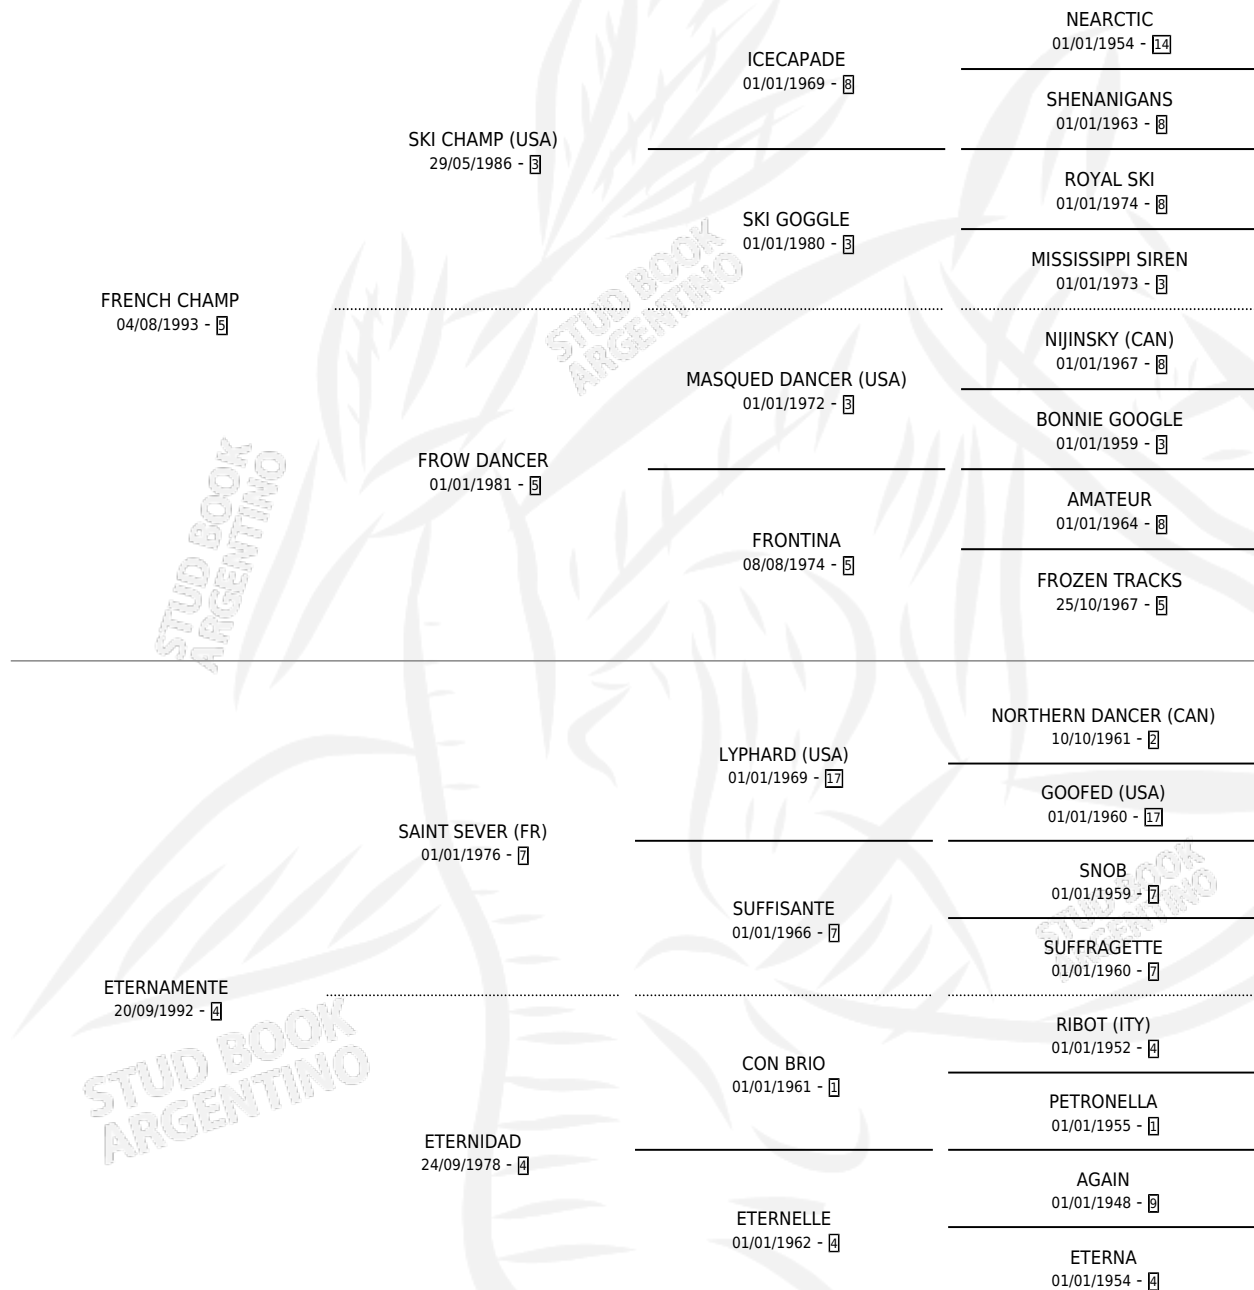 NEARCTIC
01/01/1954 - 14
ICECAPADE
01/01/1969 - 8
SHENANIGANS
01/01/1963 - 8
SKI CHAMP (USA)
29/05/1986 - 3
ROYAL SKI
01/01/1974 - 8
SKI GOGGLE
01/01/1980 - 3
MISSISSIPPI SIREN
01/01/1973 - 3
FRENCH CHAMP
04/08/1993 - 5
NIJINSKY (CAN)
01/01/1967 - 8
MASQUED DANCER (USA)
01/01/1972 - 3
BONNIE GOOGLE
01/01/1959 - 3
FROW DANCER
01/01/1981 - 5
AMATEUR
01/01/1964 - 8
FRONTINA
08/08/1974 - 5
FROZEN TRACKS
25/10/1967 - 5
STUD BOOK
ARGENTINO
STUD BOOK
ARGENTINO
NORTHERN DANCER (CAN)
10/10/1961 - 2
LYPHARD (USA)
01/01/1969 - 17
GOOFED (USA)
01/01/1960 - 17
SAINT SEVER (FR)
01/01/1976 - 7
SNOB
01/01/1959 - 7
SUFFISANTE
01/01/1966 - 7
SUFFRAGETTE
01/01/1960 - 7
STUD BOOK
ARGENTINO
ETERNAMENTE
20/09/1992 - 4
RIBOT (ITY)
01/01/1952 - 4
CON BRIO
01/01/1961 - 1
PETRONELLA
01/01/1955 - 1
ETERNIDAD
24/09/1978 - 4
AGAIN
01/01/1948 - 9
ETERNELLE
01/01/1962 - 4
ETERNA
01/01/1954 - 4
STUD BOOK
ARGENTINO